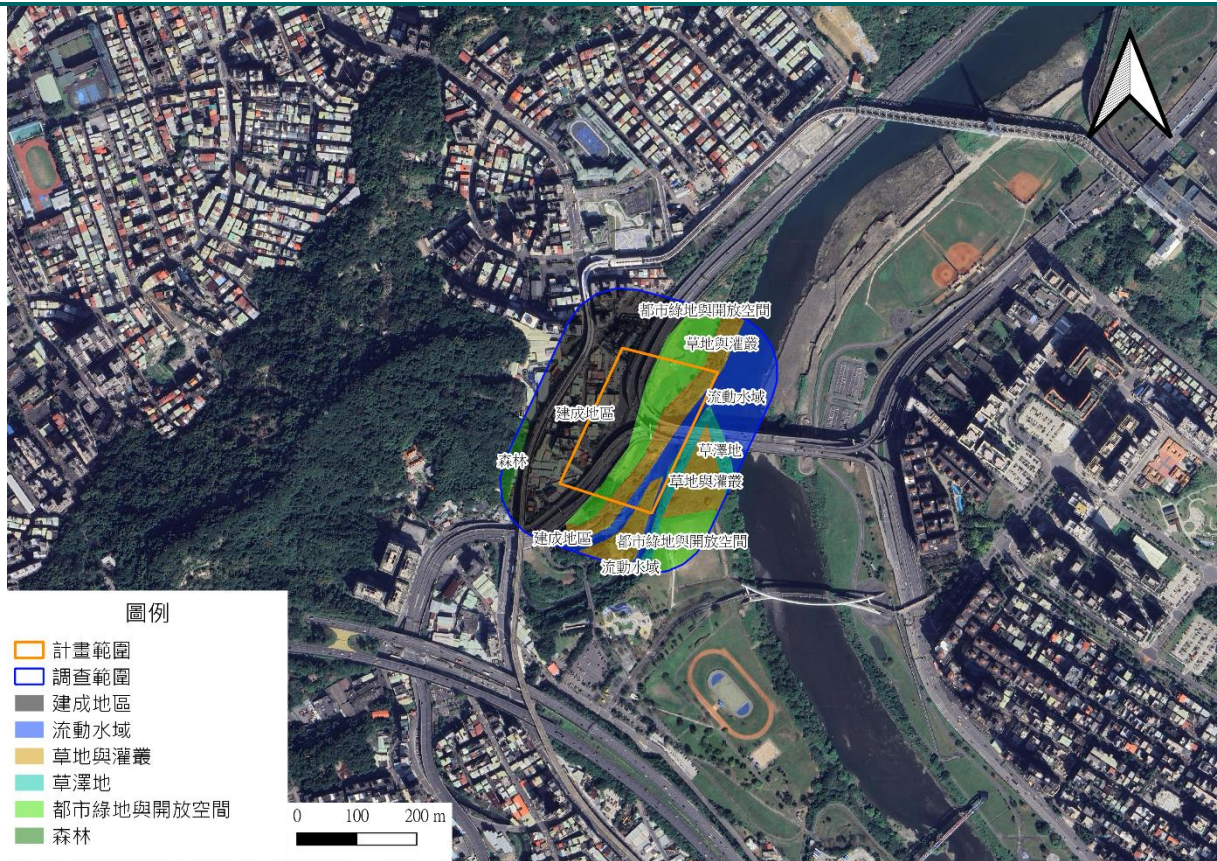 都市綠地與開放空間
草地與灌叢
流動水域
建成地區
草澤地
森林
草地與灌叢
建成地區
都市綠地與開放空間
流動水域
圖例
計畫範圍
調查範圍
建成地區
流動水域
草地與灌叢
草澤地
都市綠地與開放空間
森林
0 100 200 m